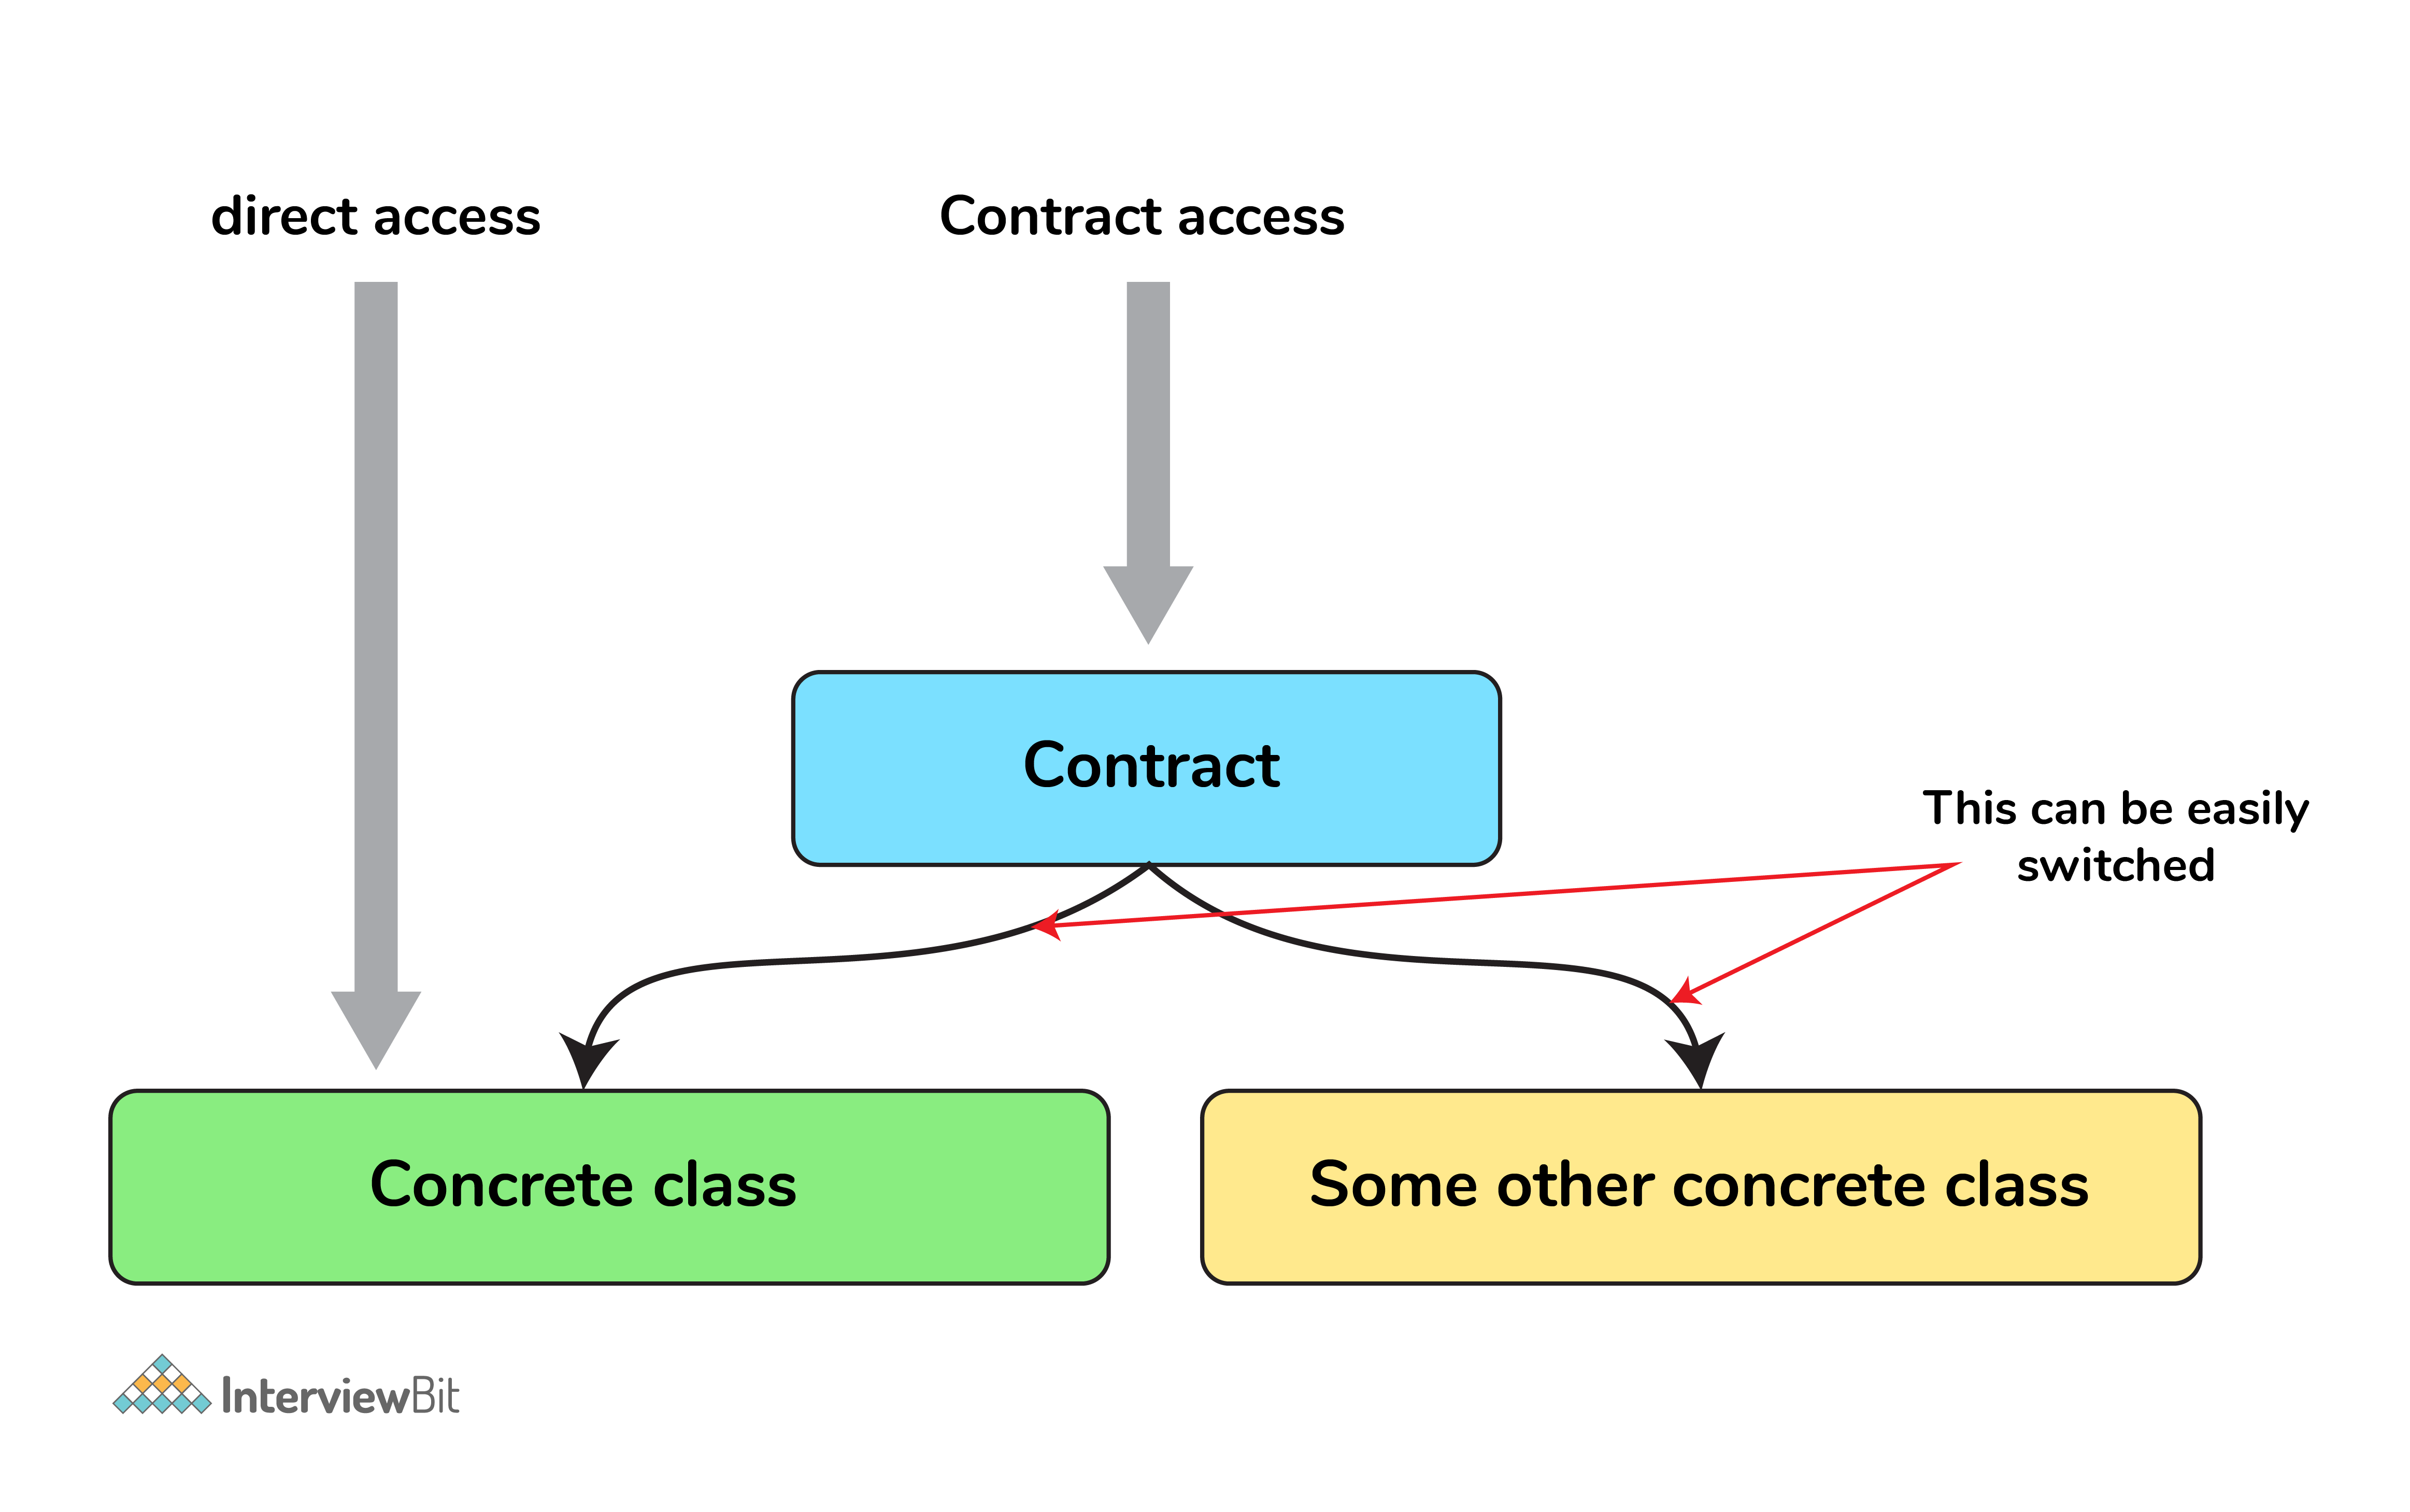 direct access
Contract access
Contract
This can be easily
switched
Concrete class
Some other concrete class
InterviewBit